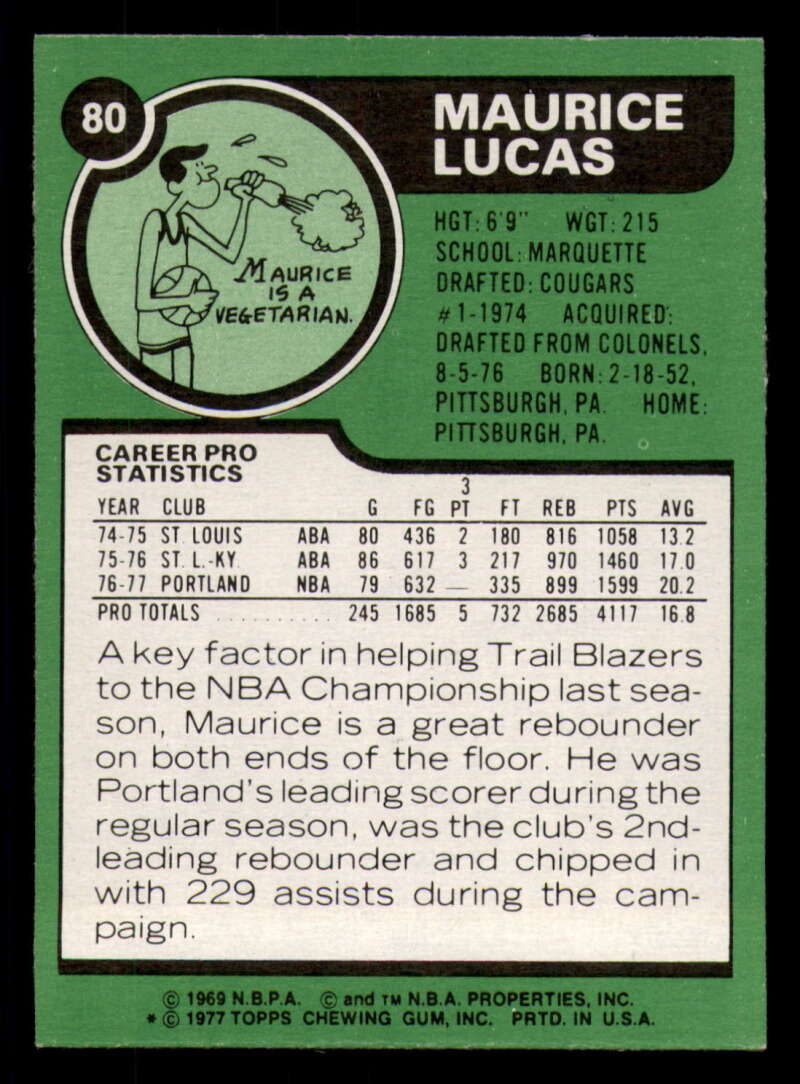 80
MAURICE
LUCAS
MAURICE
IS A
VEGETARIAN.
HGT: 6'9" WGT: 215
SCHOOL: MARQUETTE
DRAFTED: COUGARS
#1-1974 ACQUIRED:
DRAFTED FROM COLONELS,
8-5-76 BORN: 2-18-52,
PITTSBURGH, PA. HOME:
PITTSBURGH, PA.
CAREER PRO
STATISTICS
YEAR CLUB G FG 3 PT FT REB PTS AVG
74-75 ST. LOUIS ABA 80 436 2 180 816 1058 13.2
75-76 ST. L.-KY. ABA 86 617 3 217 970 1460 17.0
76-77 PORTLAND NBA 79 632 — 335 899 1599 20.2
PRO TOTALS .......... 245 1685 5 732 2685 4117 16.8
A key factor in helping Trail Blazers
to the NBA Championship last sea-
son, Maurice is a great rebounder
on both ends of the floor. He was
Portland's leading scorer during the
regular season, was the club's 2nd-
leading rebounder and chipped in
with 229 assists during the cam-
paign.
© 1969 N.B.P.A. © and TM N.B.A. PROPERTIES, INC.
* © 1977 TOPPS CHEWING GUM, INC. PRTD. IN U.S.A.